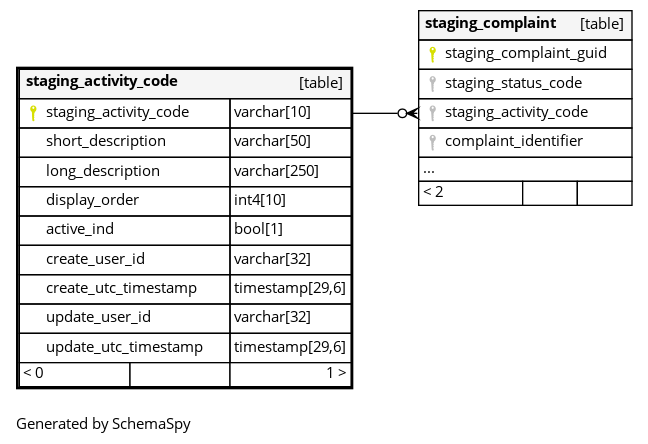 staging_complaint [table]
staging_complaint_guid
staging_status_code
staging_activity_code
complaint_identifier
...
< 2
staging_activity_code [table]
staging_activity_code varchar[10]
short_description varchar[50]
long_description varchar[250]
display_order int4[10]
active_ind bool[1]
create_user_id varchar[32]
create_utc_timestamp timestamp[29,6]
update_user_id varchar[32]
update_utc_timestamp timestamp[29,6]
< 0 1 >
Generated by SchemaSpy